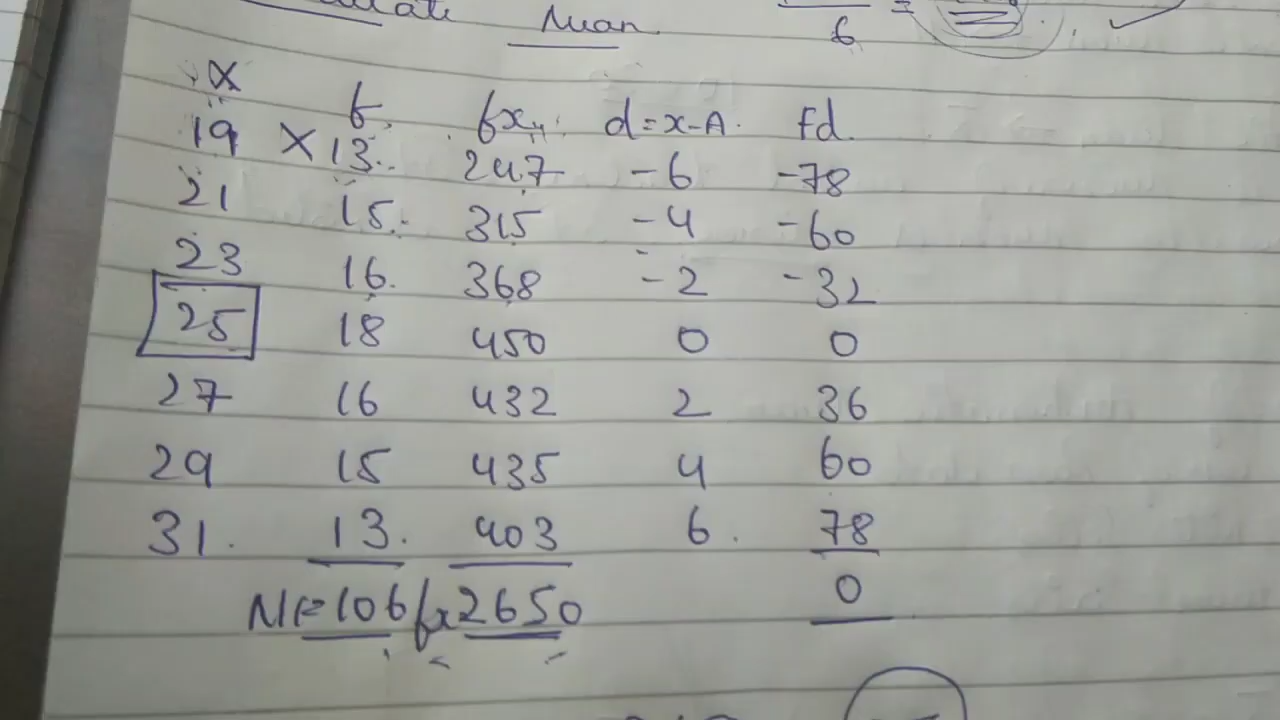 Mean
6 =
x f. fx d=x-A. Fd.
19 X 13. 247 -6 -78
21 15. 315 -4 -60
23 16. 368 -2 -32
25 18 450 0 0
27 16 432 2 36
29 15 435 4 60
31. 13. 403 6. 78
N=106 fx 2650 0